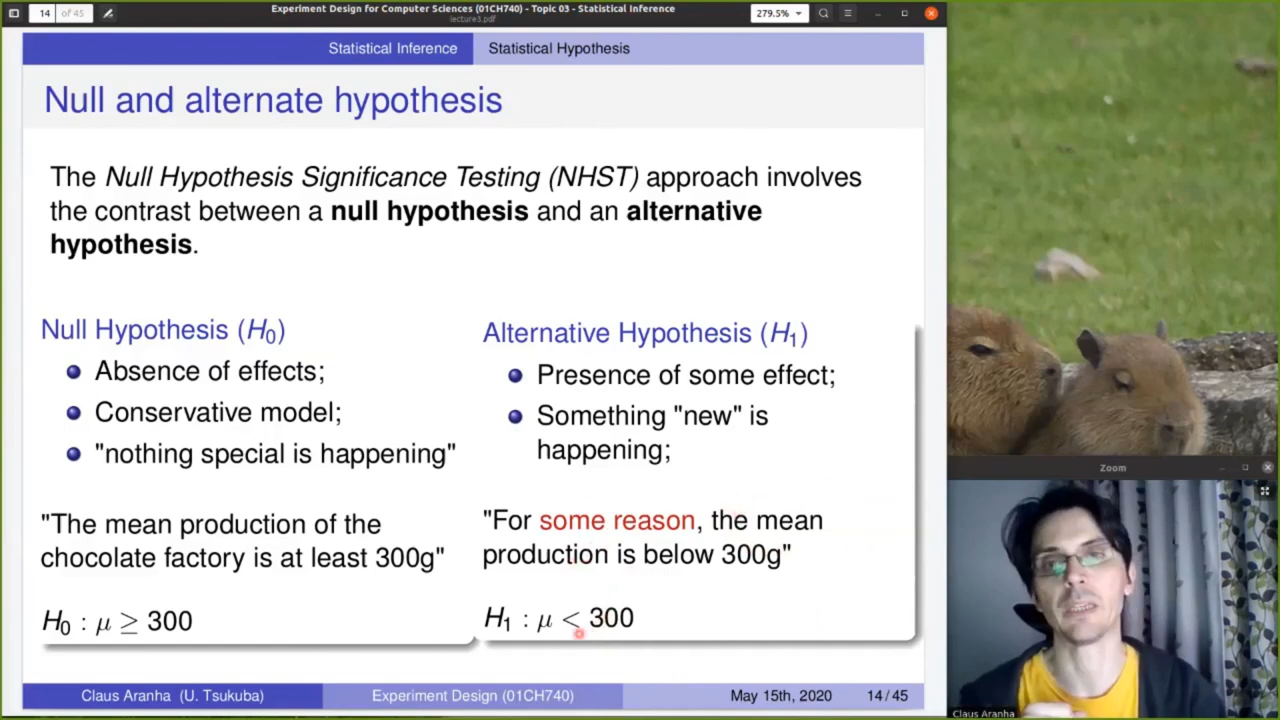 14 of 45
Experiment Design for Computer Sciences (01CH740) - Topic 03 - Statistical Inference
lecture3.pdf
279.5%
Statistical Inference Statistical Hypothesis
Null and alternate hypothesis
The Null Hypothesis Significance Testing (NHST) approach involves
the contrast between a null hypothesis and an alternative
hypothesis.
Null Hypothesis (H₀)
Absence of effects;
Conservative model;
"nothing special is happening"
"The mean production of the
chocolate factory is at least 300g"
H₀ : μ ≥ 300
Alternative Hypothesis (H₁)
Presence of some effect;
Something "new" is
happening;
"For some reason, the mean
production is below 300g"
H₁ : μ < 300
Claus Aranha (U. Tsukuba) Experiment Design (01CH740) May 15th, 2020 14 / 45
Zoom
Claus Aranha